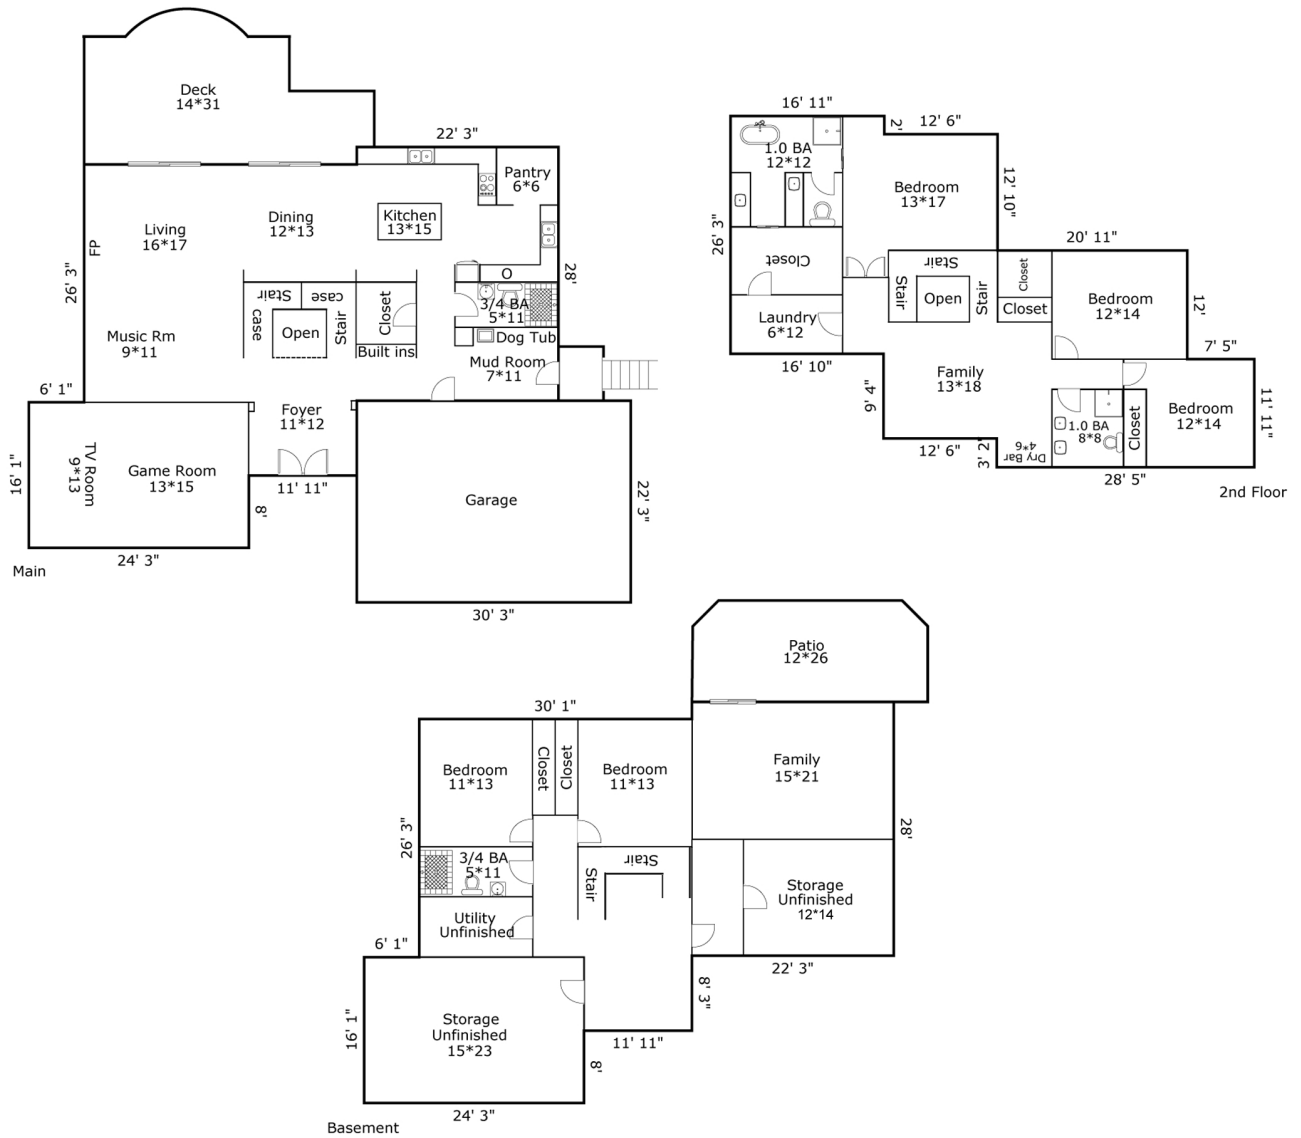 Deck
14*31
22' 3"
Pantry
6*6
Living
16*17
Dining
12*13
Kitchen
13*15
FP
26' 3"
28'
O
Stair
case
case
Open
Stair
Closet
Built ins
3/4 BA
5*11
Dog Tub
Mud Room
7*11
Music Rm
9*11
6' 1"
Foyer
11*12
TV Room
9*13
Game Room
13*15
16' 1"
11' 11"
8'
24' 3"
Garage
22' 3"
30' 3"
Main
16' 11"
2'
12' 6"
1.0 BA
12*12
Bedroom
13*17
12' 10"
26' 3"
Closet
20' 11"
Stair
Stair
Open
Stair
Closet
Closet
Bedroom
12*14
12'
Laundry
6*12
16' 10"
7' 5"
Family
13*18
9' 4"
1.0 BA
8*8
Closet
Bedroom
12*14
11' 11"
12' 6"
3' 2"
Dry Bar
4*6
28' 5"
2nd Floor
Patio
12*26
30' 1"
Bedroom
11*13
Closet
Closet
Bedroom
11*13
Family
15*21
26' 3"
28'
3/4 BA
5*11
Stair
Stair
Storage
Unfinished
12*14
Utility
Unfinished
6' 1"
22' 3"
8' 3"
Storage
Unfinished
15*23
16' 1"
11' 11"
8'
24' 3"
Basement